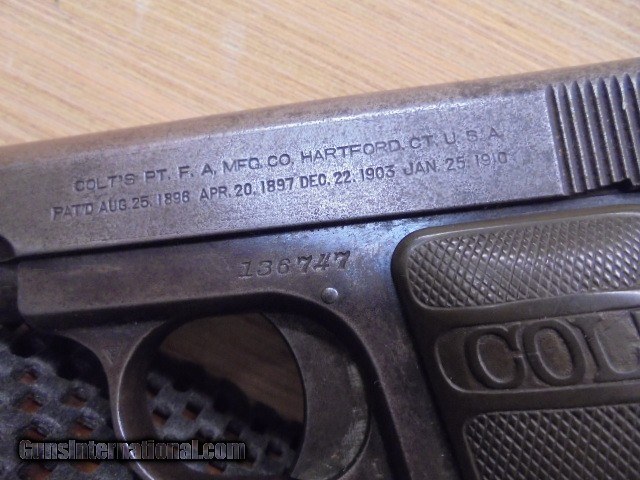 COLT'S PT. F. A. MFG. CO. HARTFORD. CT. U. S. A.
PAT'D AUG. 25. 1896 APR. 20. 1897 DEC. 22. 1903 JAN. 25. 1910
136747
COL
GunsInternational.com